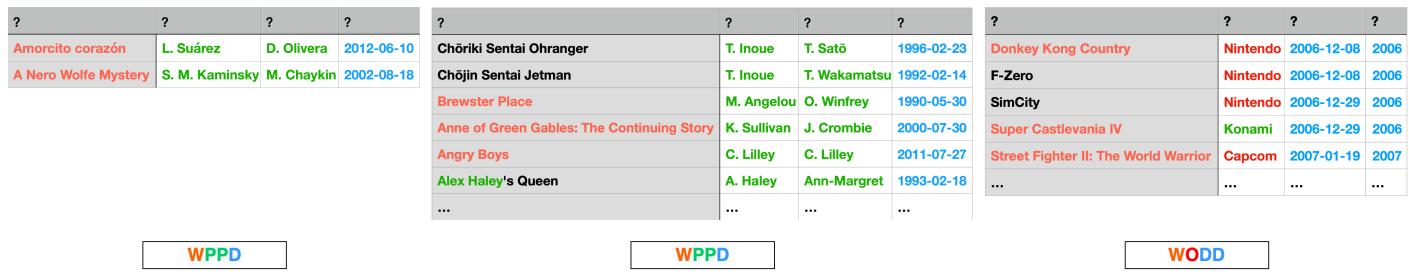 ? ? ? ?
Amorcito corazón L. Suárez D. Olivera 2012-06-10
A Nero Wolfe Mystery S. M. Kaminsky M. Chaykin 2002-08-18
WPPD
? ? ? ?
Chōriki Sentai Ohranger T. Inoue T. Satō 1996-02-23
Chōjin Sentai Jetman T. Inoue T. Wakamatsu 1992-02-14
Brewster Place M. Angelou O. Winfrey 1990-05-30
Anne of Green Gables: The Continuing Story K. Sullivan J. Crombie 2000-07-30
Angry Boys C. Lilley C. Lilley 2011-07-27
Alex Haley's Queen A. Haley Ann-Margret 1993-02-18
... ... ... ...
WPPD
? ? ? ?
Donkey Kong Country Nintendo 2006-12-08 2006
F-Zero Nintendo 2006-12-08 2006
SimCity Nintendo 2006-12-29 2006
Super Castlevania IV Konami 2006-12-29 2006
Street Fighter II: The World Warrior Capcom 2007-01-19 2007
... ... ... ...
WODD